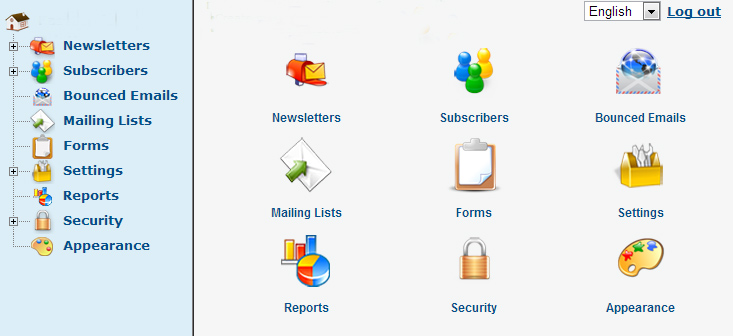 English
Log out
Newsletters
Subscribers
Bounced Emails
Mailing Lists
Forms
Settings
Reports
Security
Appearance
Newsletters Subscribers Bounced Emails
Mailing Lists Forms Settings
Reports Security Appearance